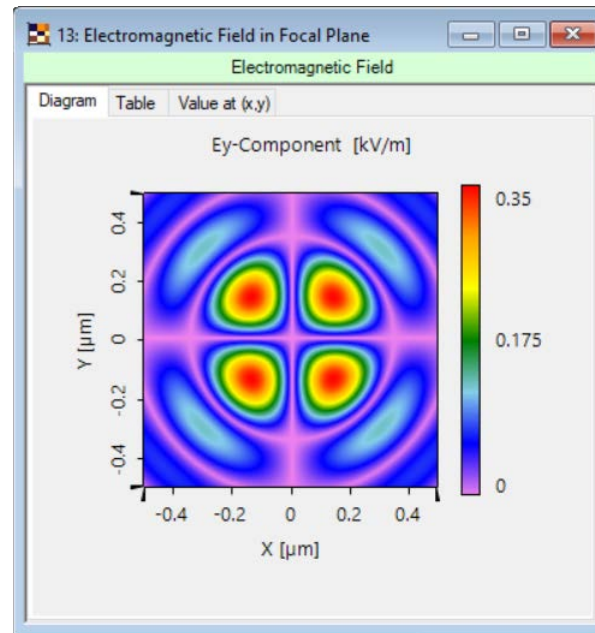 13: Electromagnetic Field in Focal Plane
Electromagnetic Field
Diagram Table Value at (x,y)
Ey-Component [kV/m]
0.35
0.175
0
Y [µm]
0.4
0.2
0
-0.2
-0.4
-0.4 -0.2 0 0.2 0.4
X [µm]